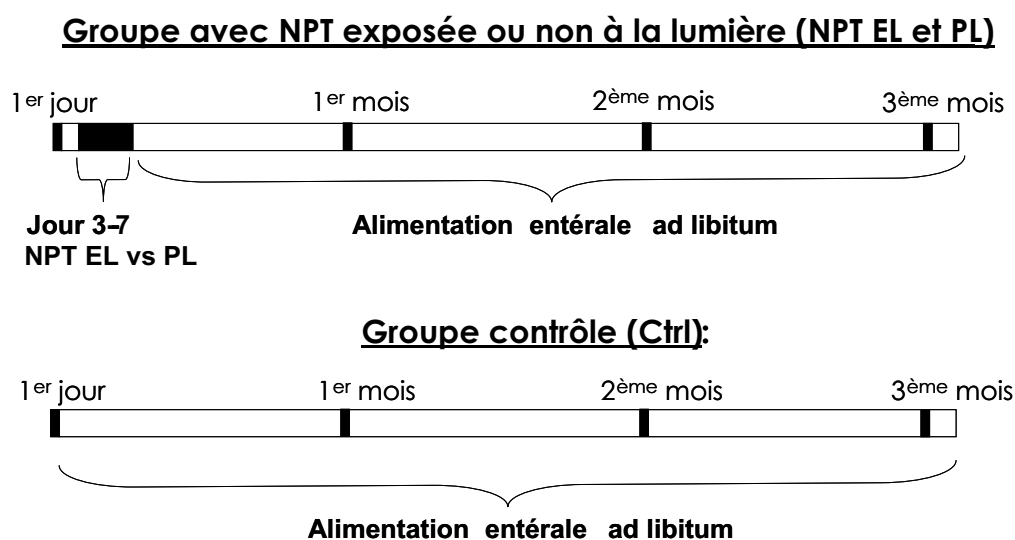 Groupe avec NPT exposée ou non à la lumière (NPT EL et PL)
1er jour 1er mois 2ème mois 3ème mois
Jour 3-7
NPT EL vs PL
Alimentation entérale ad libitum
Groupe contrôle (Ctrl):
1er jour 1er mois 2ème mois 3ème mois
Alimentation entérale ad libitum